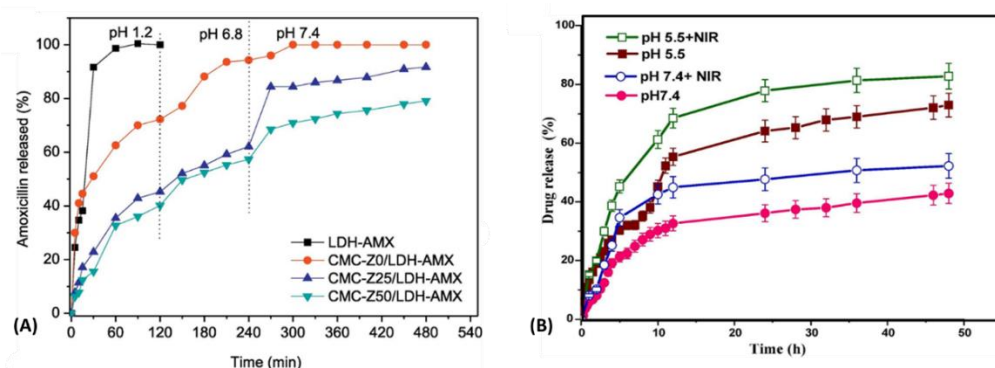 pH 1.2
pH 6.8
pH 7.4
100
80
60
40
20
0
Amoxicillin released (%)
LDH-AMX
CMC-Z0/LDH-AMX
CMC-Z25/LDH-AMX
CMC-Z50/LDH-AMX
(A)
0 60 120 180 240 300 360 420 480 540
Time (min)
B
pH 5.5+NIR
pH 5.5
pH 7.4+ NIR
pH7.4
100
80
60
40
20
0
Drug release (%)
(B)
0 10 20 30 40 50
Time (h)